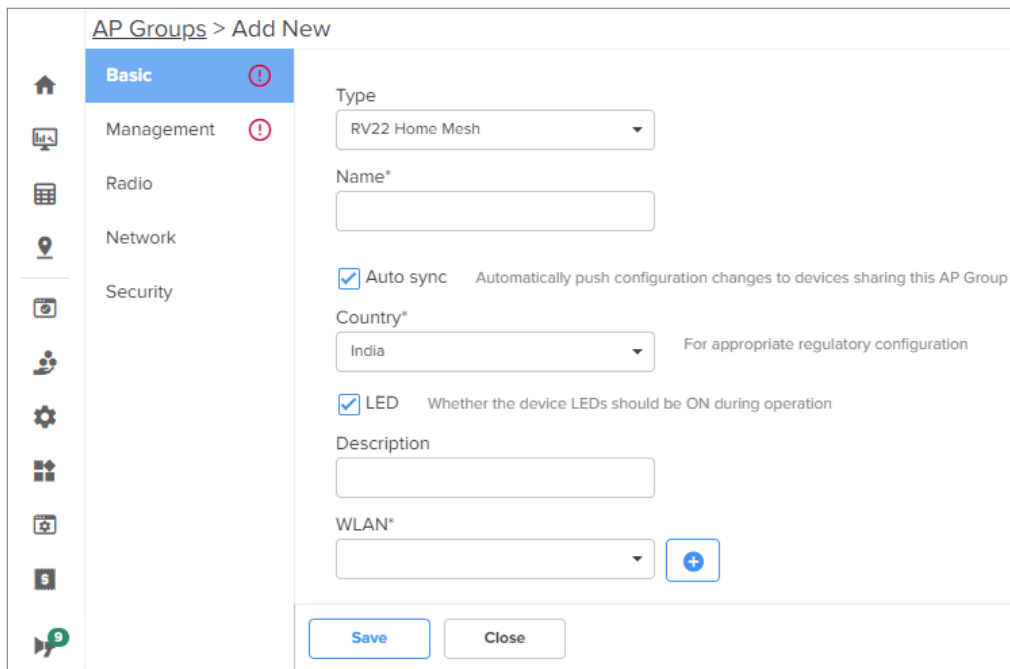 AP Groups > Add New
Basic
Management
Radio
Network
Security
Type
RV22 Home Mesh
Name*
Auto sync Automatically push configuration changes to devices sharing this AP Group
Country*
India For appropriate regulatory configuration
LED Whether the device LEDs should be ON during operation
Description
WLAN*
Save Close
9